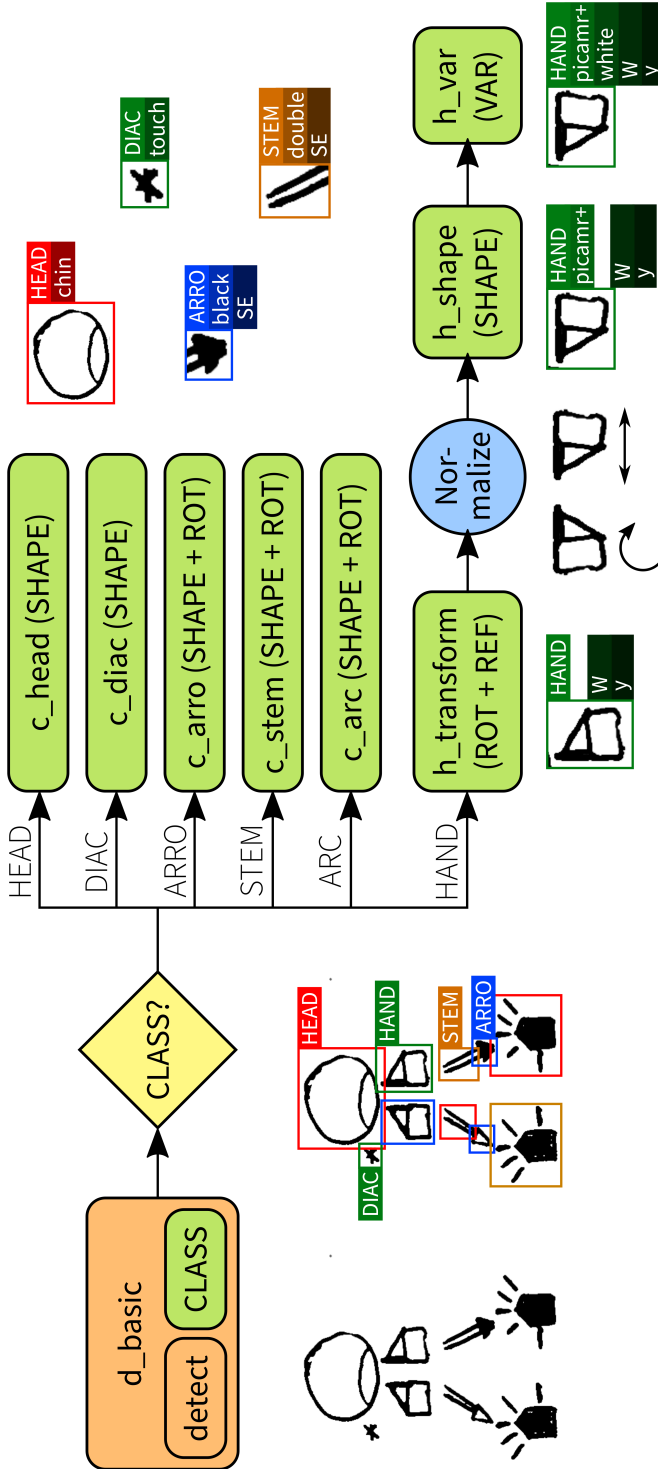 d_basic
detect
CLASS
CLASS?
HEAD
DIAC
ARRO
STEM
ARC
HAND
c_head (SHAPE)
c_diac (SHAPE)
c_arro (SHAPE + ROT)
c_stem (SHAPE + ROT)
c_arc (SHAPE + ROT)
h_transform
(ROT + REF)
Nor-
malize
h_shape
(SHAPE)
h_var
(VAR)
HEAD
chin
DIAC
touch
ARRO
black
SE
STEM
double
SE
DIAC
HEAD
HAND
STEM
ARRO
HAND
W
y
HAND
picamr+
W
y
HAND
picamr+
white
W
y